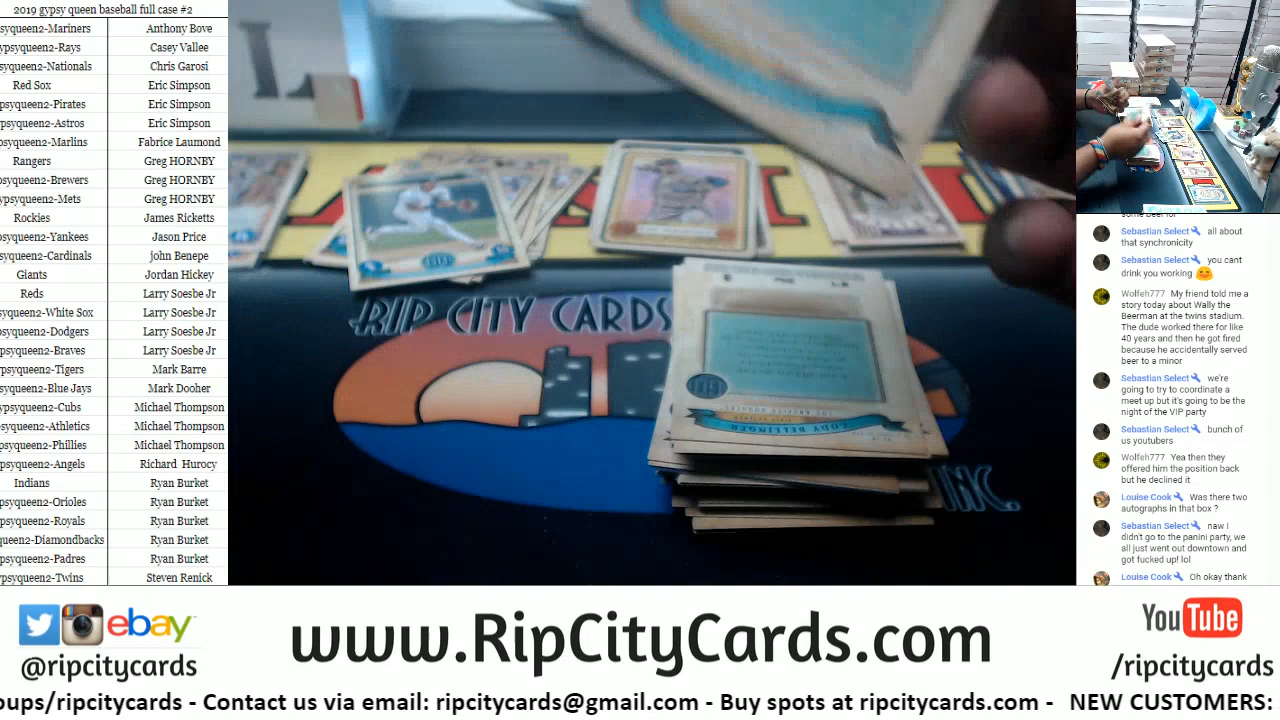 2019 gypsy queen baseball full case #2
syqueen2-Mariners Anthony Bove
ypsyqueen2-Rays Casey Vallee
psyqueen2-Nationals Chris Garosi
Red Sox Eric Simpson
psyqueen2-Pirates Eric Simpson
psyqueen2-Astros Eric Simpson
psyqueen2-Marlins Fabrice Laumond
Rangers Greg HORNBY
psyqueen2-Brewers Greg HORNBY
ypsyqueen2-Mets Greg HORNBY
Rockies James Ricketts
ypsyqueen2-Yankees Jason Price
psyqueen2-Cardinals john Benepe
Giants Jordan Hickey
Reds Larry Soesbe Jr
syqueen2-White Sox Larry Soesbe Jr
psyqueen2-Dodgers Larry Soesbe Jr
psyqueen2-Braves Larry Soesbe Jr
psyqueen2-Tigers Mark Barre
syqueen2-Blue Jays Mark Dooher
ypsyqueen2-Cubs Michael Thompson
psyqueen2-Athletics Michael Thompson
psyqueen2-Phillies Michael Thompson
psyqueen2-Angels Richard Hurocy
Indians Ryan Burket
psyqueen2-Orioles Ryan Burket
psyqueen2-Royals Ryan Burket
queen2-Diamondbacks Ryan Burket
psyqueen2-Padres Ryan Burket
ypsyqueen2-Twins Steven Renick
RIP CITY CARDS
INC.
CODY BELLINGER
some beer lol
Sebastian Select all about
that synchronicity
Sebastian Select you cant
drink you working 😊
Wolfeh777 My friend told me a
story today about Wally the
Beerman at the twins stadium.
The dude worked there for like
40 years and then he got fired
because he accidentally served
beer to a minor
Sebastian Select we're
going to try to coordinate a
meet up but it's going to be the
night of the VIP party
Sebastian Select bunch of
us youtubers
Wolfeh777 Yea then they
offered him the position back
but he declined it
Louise Cook Was there two
autographs in that box ?
Sebastian Select naw i
didn't go to the panini party, we
all just went out downtown and
got fucked up! lol
Louise Cook Oh okay thank
ebay
@ripcitycards
www.RipCityCards.com
YouTube
/ripcitycards
oups/ripcitycards - Contact us via email: ripcitycards@gmail.com - Buy spots at ripcitycards.com - NEW CUSTOMERS: